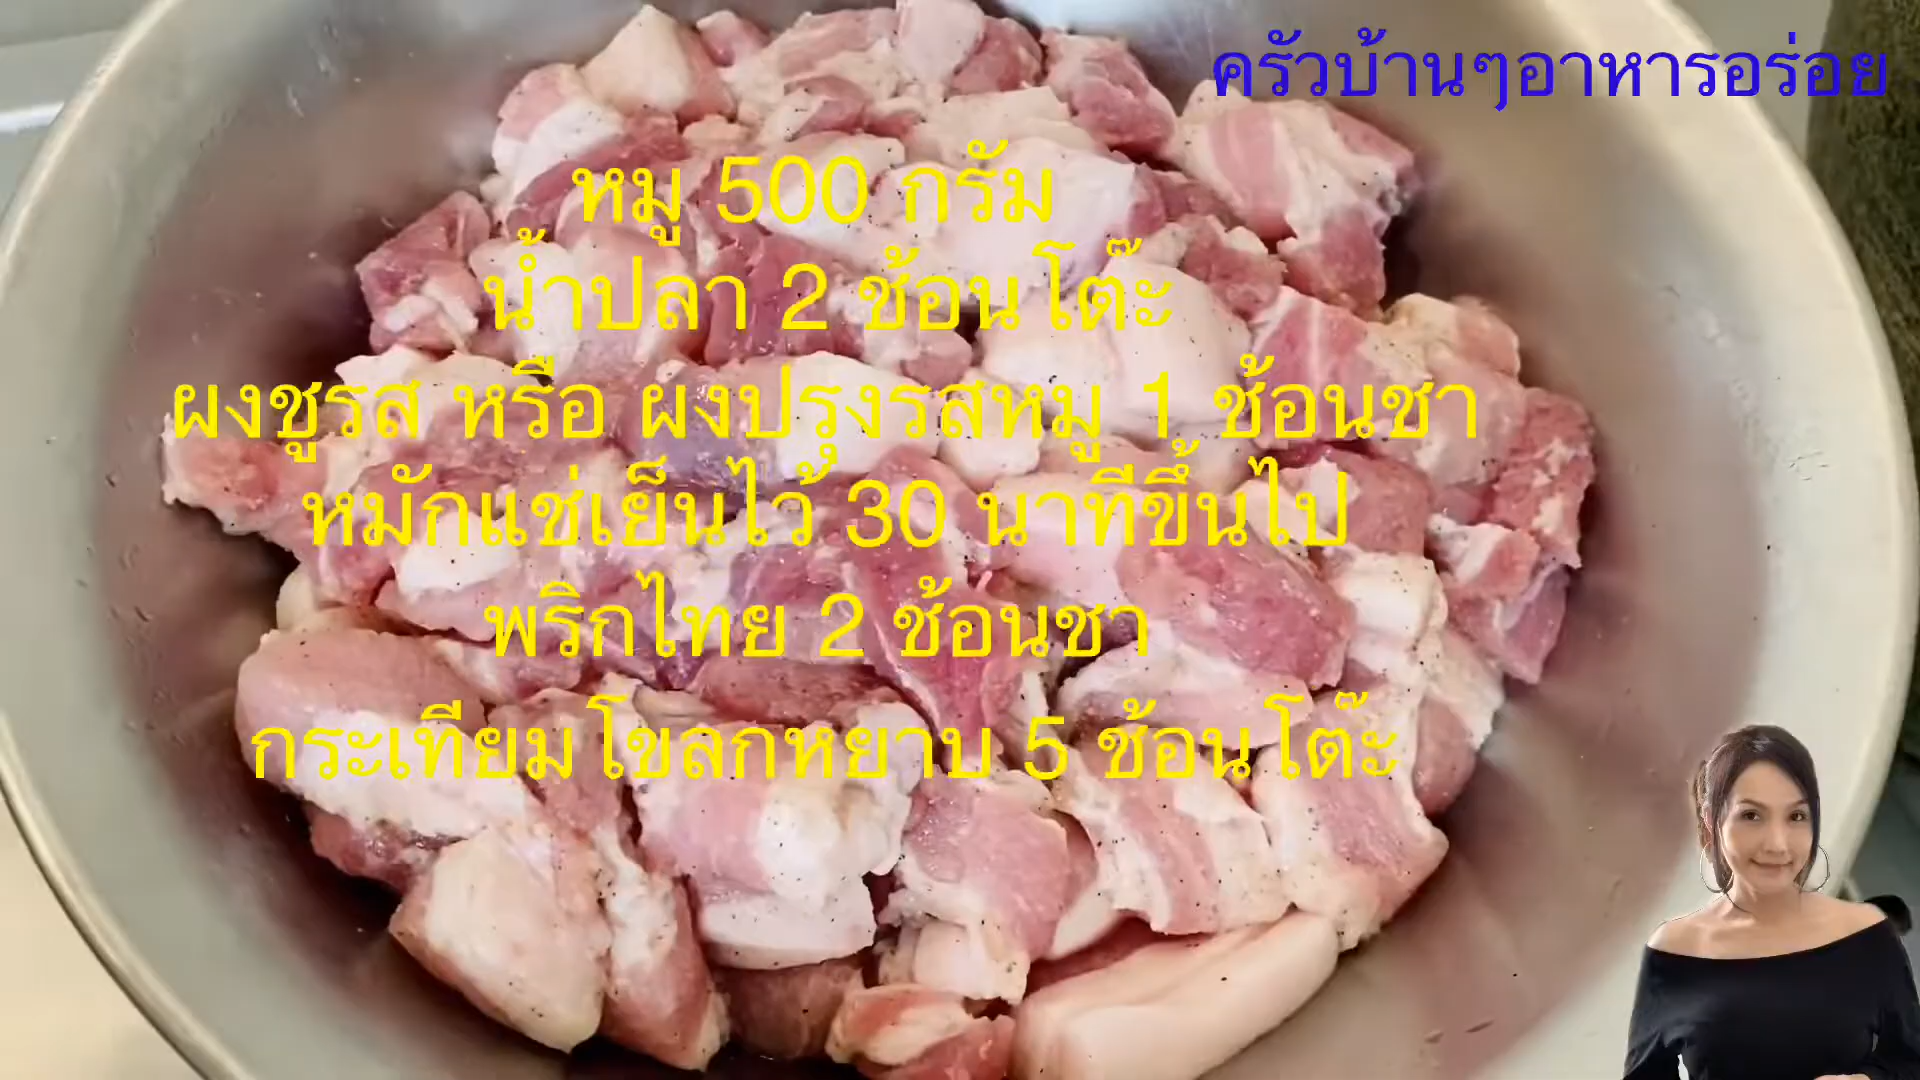 ครัวบ้านๆอาหารอร่อย
หมู 500 กรัม
น้ำปลา 2 ช้อนโต๊ะ
ผงชูรส หรือ ผงปรุงรสหมู 1 ช้อนชา
หมักแช่เย็นไว้ 30 นาทีขึ้นไป
พริกไทย 2 ช้อนชา
กระเทียมโขลกหยาบ 5 ช้อนโต๊ะ